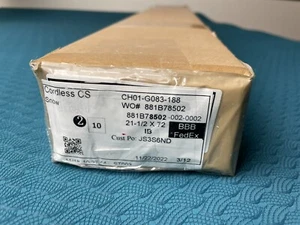 Cordless CS
Snow
CH01-G083-188
WO# 881B78502
881B78502-002-0002
2 10
21-1/2 X 72
IB
BBB
FedEx
Cust Po JS3S6ND
11/22/2022 3/12